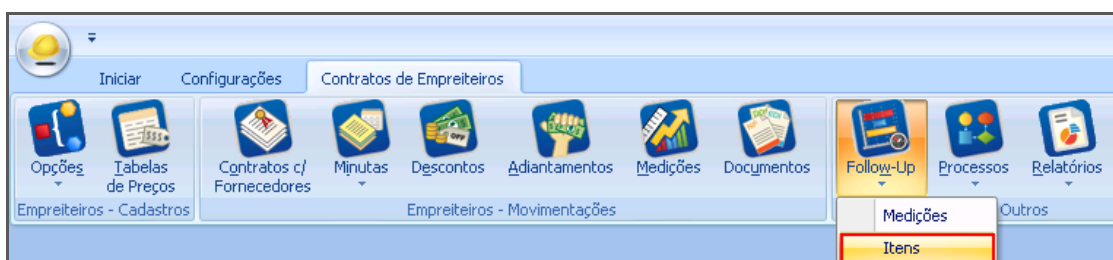 Iniciar Configurações Contratos de Empreiteiros
Opções Tabelas de Preços Contratos c/ Fornecedores Minutas Descontos Adiantamentos Medições Documentos Follow-Up Processos Relatórios
Empreiteiros - Cadastros Empreiteiros - Movimentações Outros
Medições
Itens